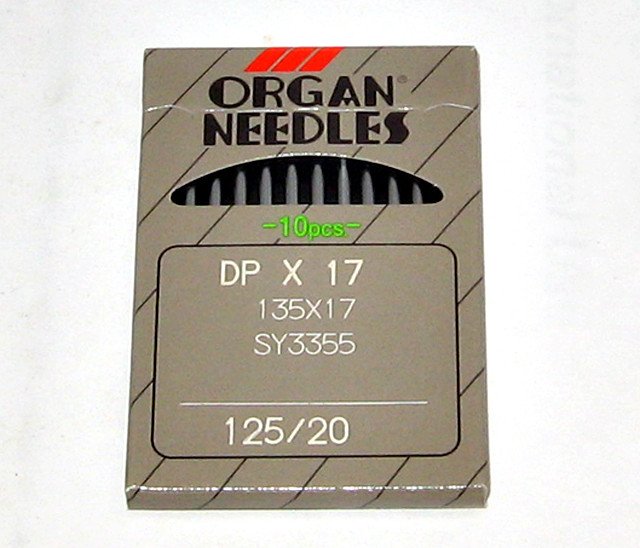 ORGAN®
NEEDLES
-10pcs.-
DP X 17
135X17
SY3355
125/20